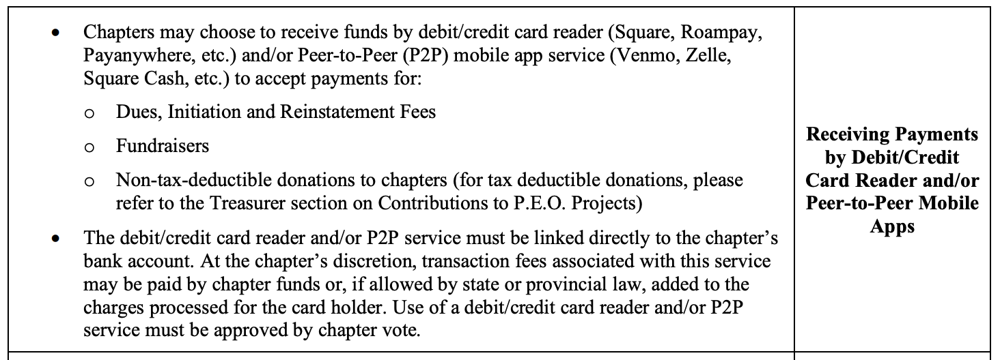 • Chapters may choose to receive funds by debit/credit card reader (Square, Roampay,
Payanywhere, etc.) and/or Peer-to-Peer (P2P) mobile app service (Venmo, Zelle,
Square Cash, etc.) to accept payments for:
o Dues, Initiation and Reinstatement Fees
o Fundraisers
o Non-tax-deductible donations to chapters (for tax deductible donations, please
refer to the Treasurer section on Contributions to P.E.O. Projects)
• The debit/credit card reader and/or P2P service must be linked directly to the chapter’s
bank account. At the chapter’s discretion, transaction fees associated with this service
may be paid by chapter funds or, if allowed by state or provincial law, added to the
charges processed for the card holder. Use of a debit/credit card reader and/or P2P
service must be approved by chapter vote.
Receiving Payments
by Debit/Credit
Card Reader and/or
Peer-to-Peer Mobile
Apps